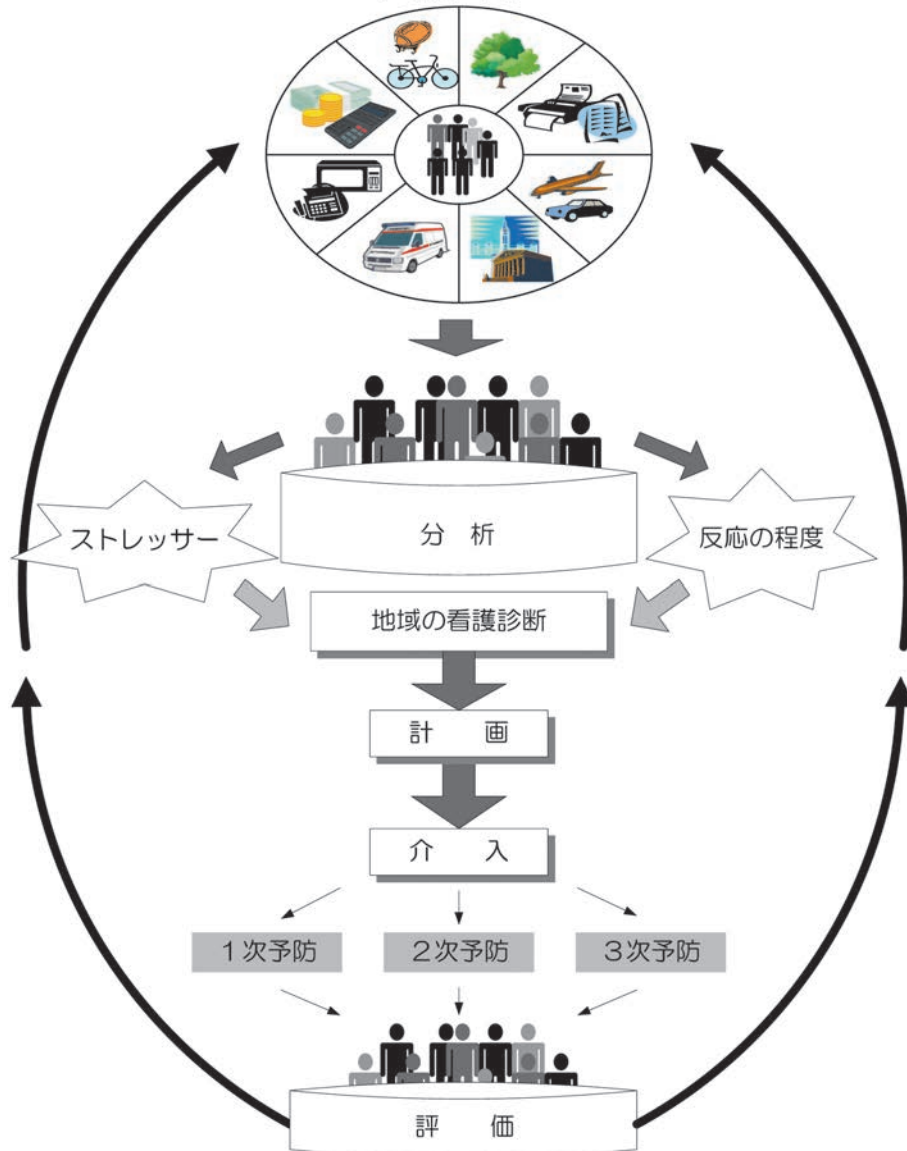 分　析
ストレッサー
反応の程度
地域の看護診断
計　画
介　入
１次予防
２次予防
３次予防
評　価